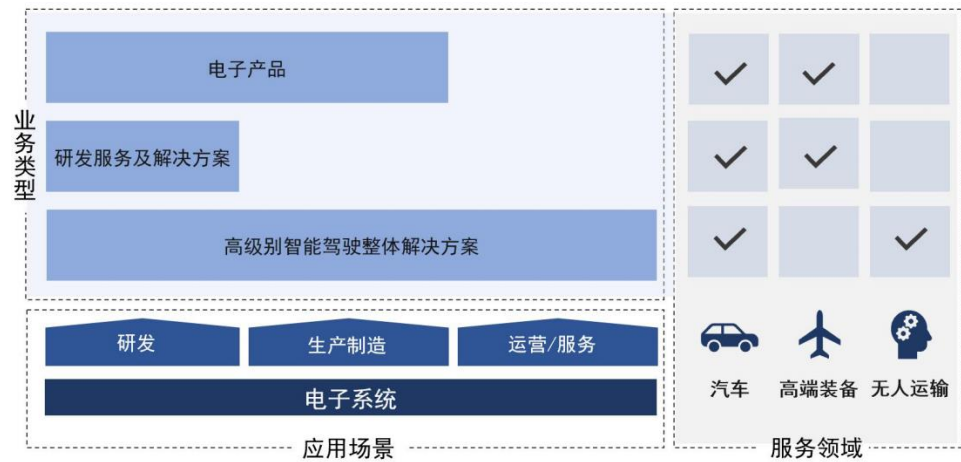 业务类型
电子产品
研发服务及解决方案
高级别智能驾驶整体解决方案
研发
生产制造
运营/服务
电子系统
应用场景
汽车
高端装备
无人运输
服务领域